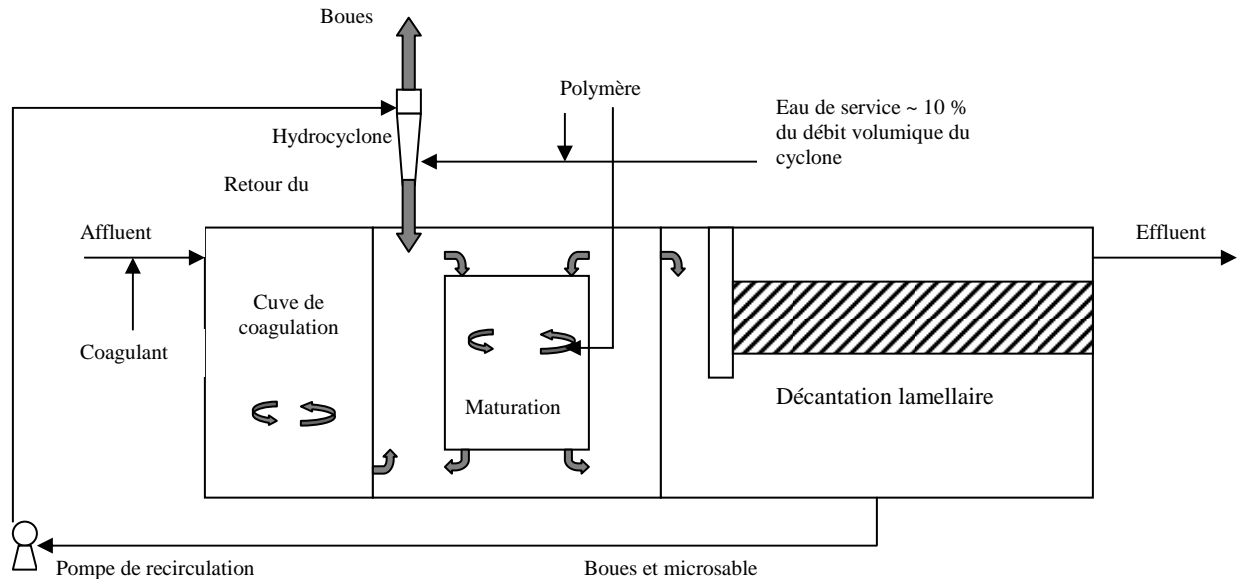 Boues
Polymère
Eau de service ~ 10 %
du débit volumique du
cyclone
Hydrocyclone
Retour du
Affluent
Effluent
Cuve de
coagulation
Coagulant
Maturation
Décantation lamellaire
Pompe de recirculation
Boues et microsable